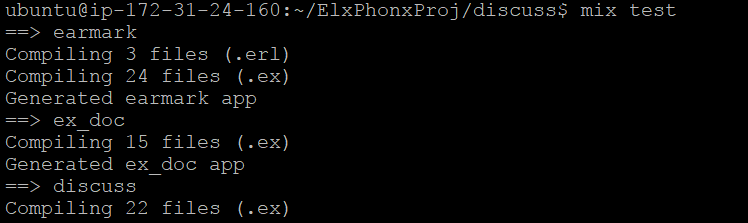 ubuntu@ip-172-31-24-160:~/ElxPhonxProj/discuss$ mix test
==> earmark
Compiling 3 files (.erl)
Compiling 24 files (.ex)
Generated earmark app
==> ex_doc
Compiling 15 files (.ex)
Generated ex_doc app
==> discuss
Compiling 22 files (.ex)